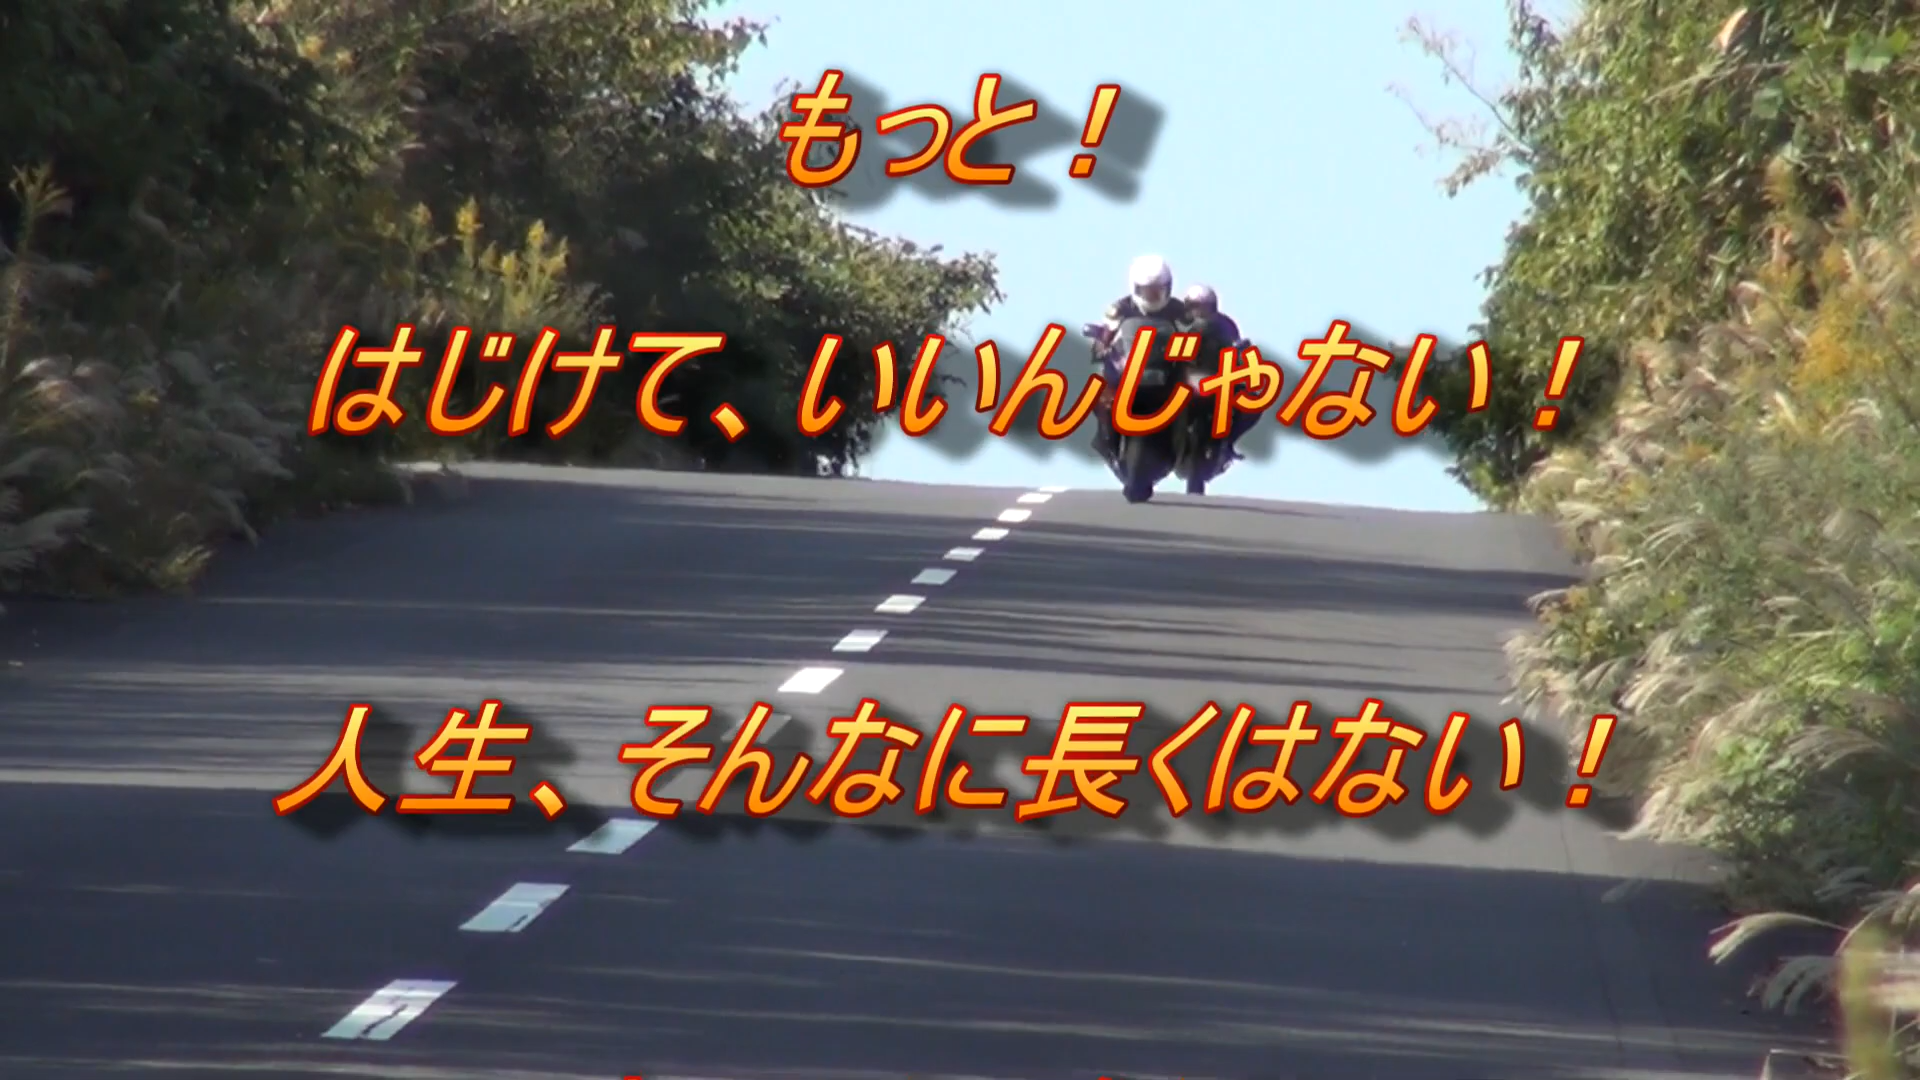 もっと！
はじけて、いいんじゃない！
人生、そんなに長くはない！